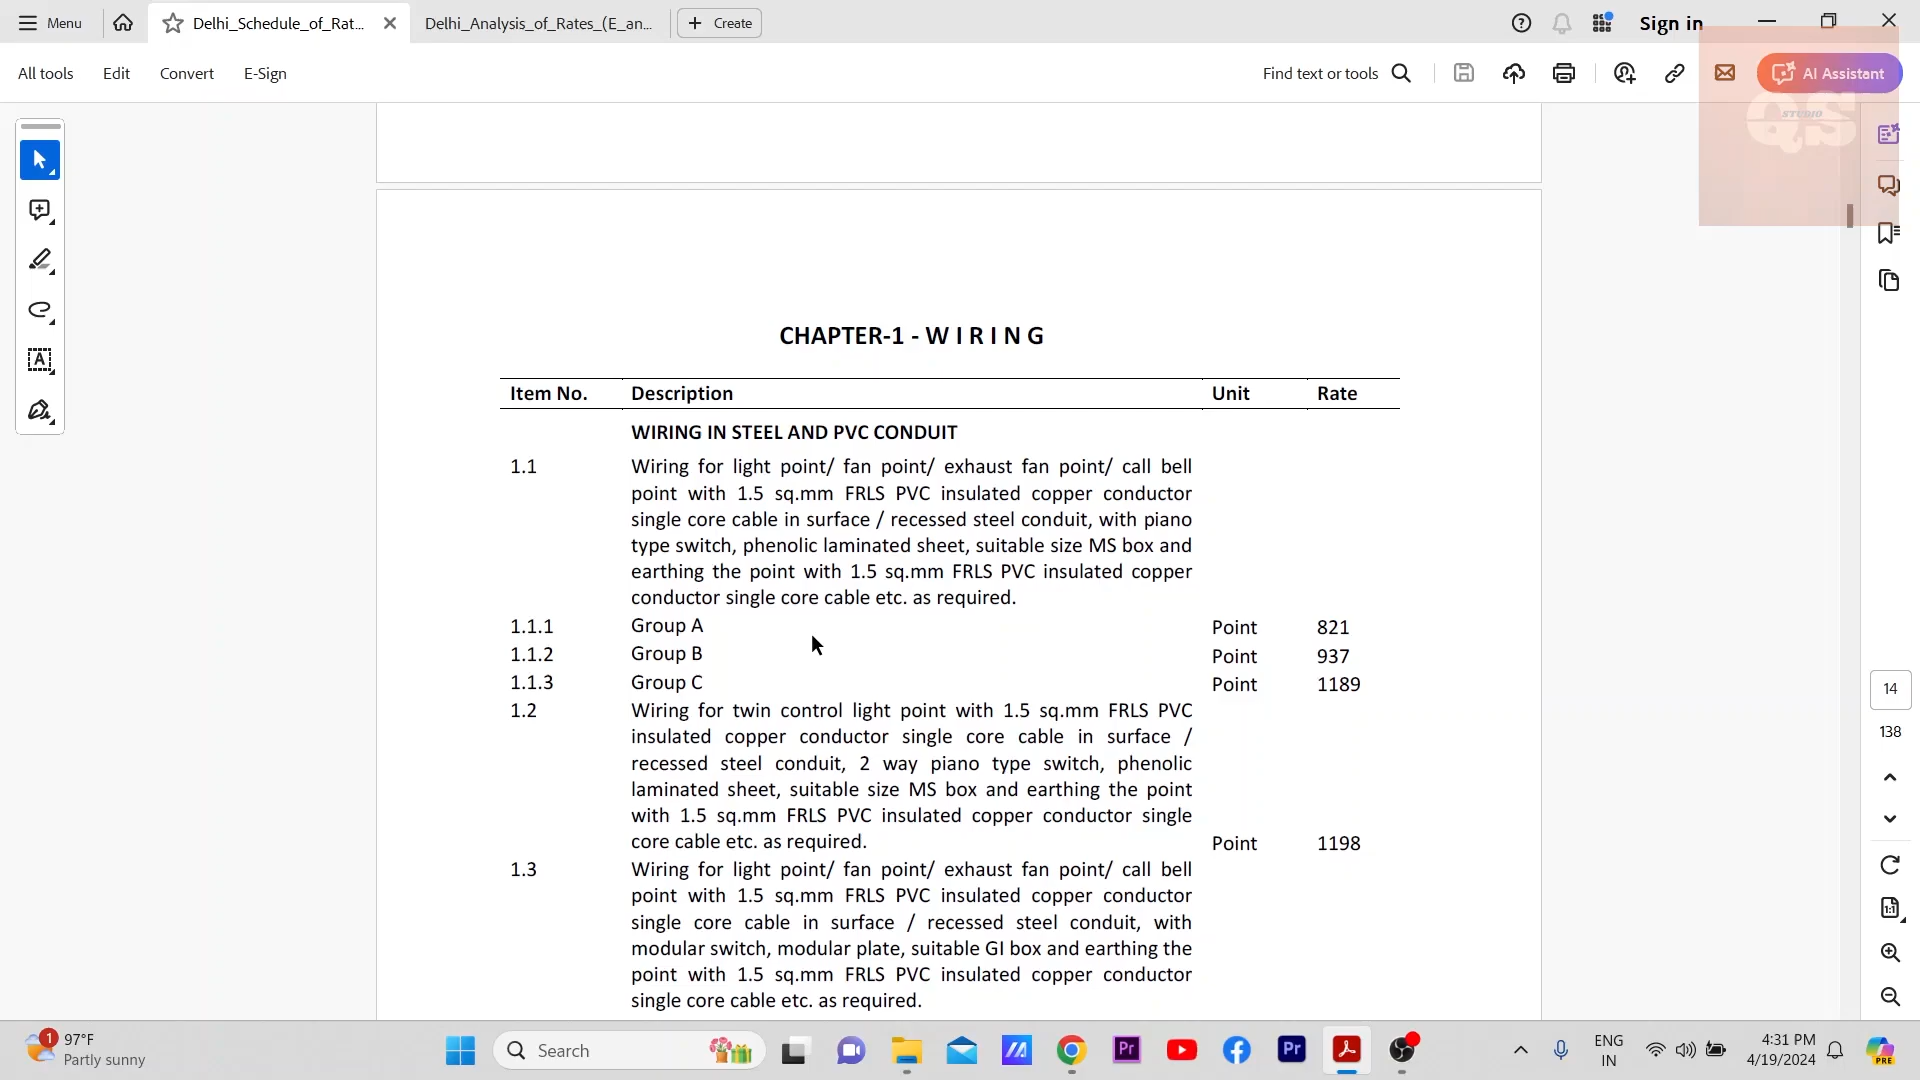 Menu
Delhi_Schedule_of_Rat...
Delhi_Analysis_of_Rates_(E_an...
Create
Sign in
All tools
Edit
Convert
E-Sign
Find text or tools
AI Assistant
STUDIO
QS
CHAPTER-1 - W I R I N G
Item No. Description Unit Rate
WIRING IN STEEL AND PVC CONDUIT
1.1 Wiring for light point/ fan point/ exhaust fan point/ call bell
point with 1.5 sq.mm FRLS PVC insulated copper conductor
single core cable in surface / recessed steel conduit, with piano
type switch, phenolic laminated sheet, suitable size MS box and
earthing the point with 1.5 sq.mm FRLS PVC insulated copper
conductor single core cable etc. as required.
1.1.1 Group A Point 821
1.1.2 Group B Point 937
1.1.3 Group C Point 1189
1.2 Wiring for twin control light point with 1.5 sq.mm FRLS PVC
insulated copper conductor single core cable in surface /
recessed steel conduit, 2 way piano type switch, phenolic
laminated sheet, suitable size MS box and earthing the point
with 1.5 sq.mm FRLS PVC insulated copper conductor single
core cable etc. as required. Point 1198
1.3 Wiring for light point/ fan point/ exhaust fan point/ call bell
point with 1.5 sq.mm FRLS PVC insulated copper conductor
single core cable in surface / recessed steel conduit, with
modular switch, modular plate, suitable GI box and earthing the
point with 1.5 sq.mm FRLS PVC insulated copper conductor
single core cable etc. as required.
14
138
1
97°F
Partly sunny
Search
Pr
Pr
ENG
IN
4:31 PM
4/19/2024
PRE